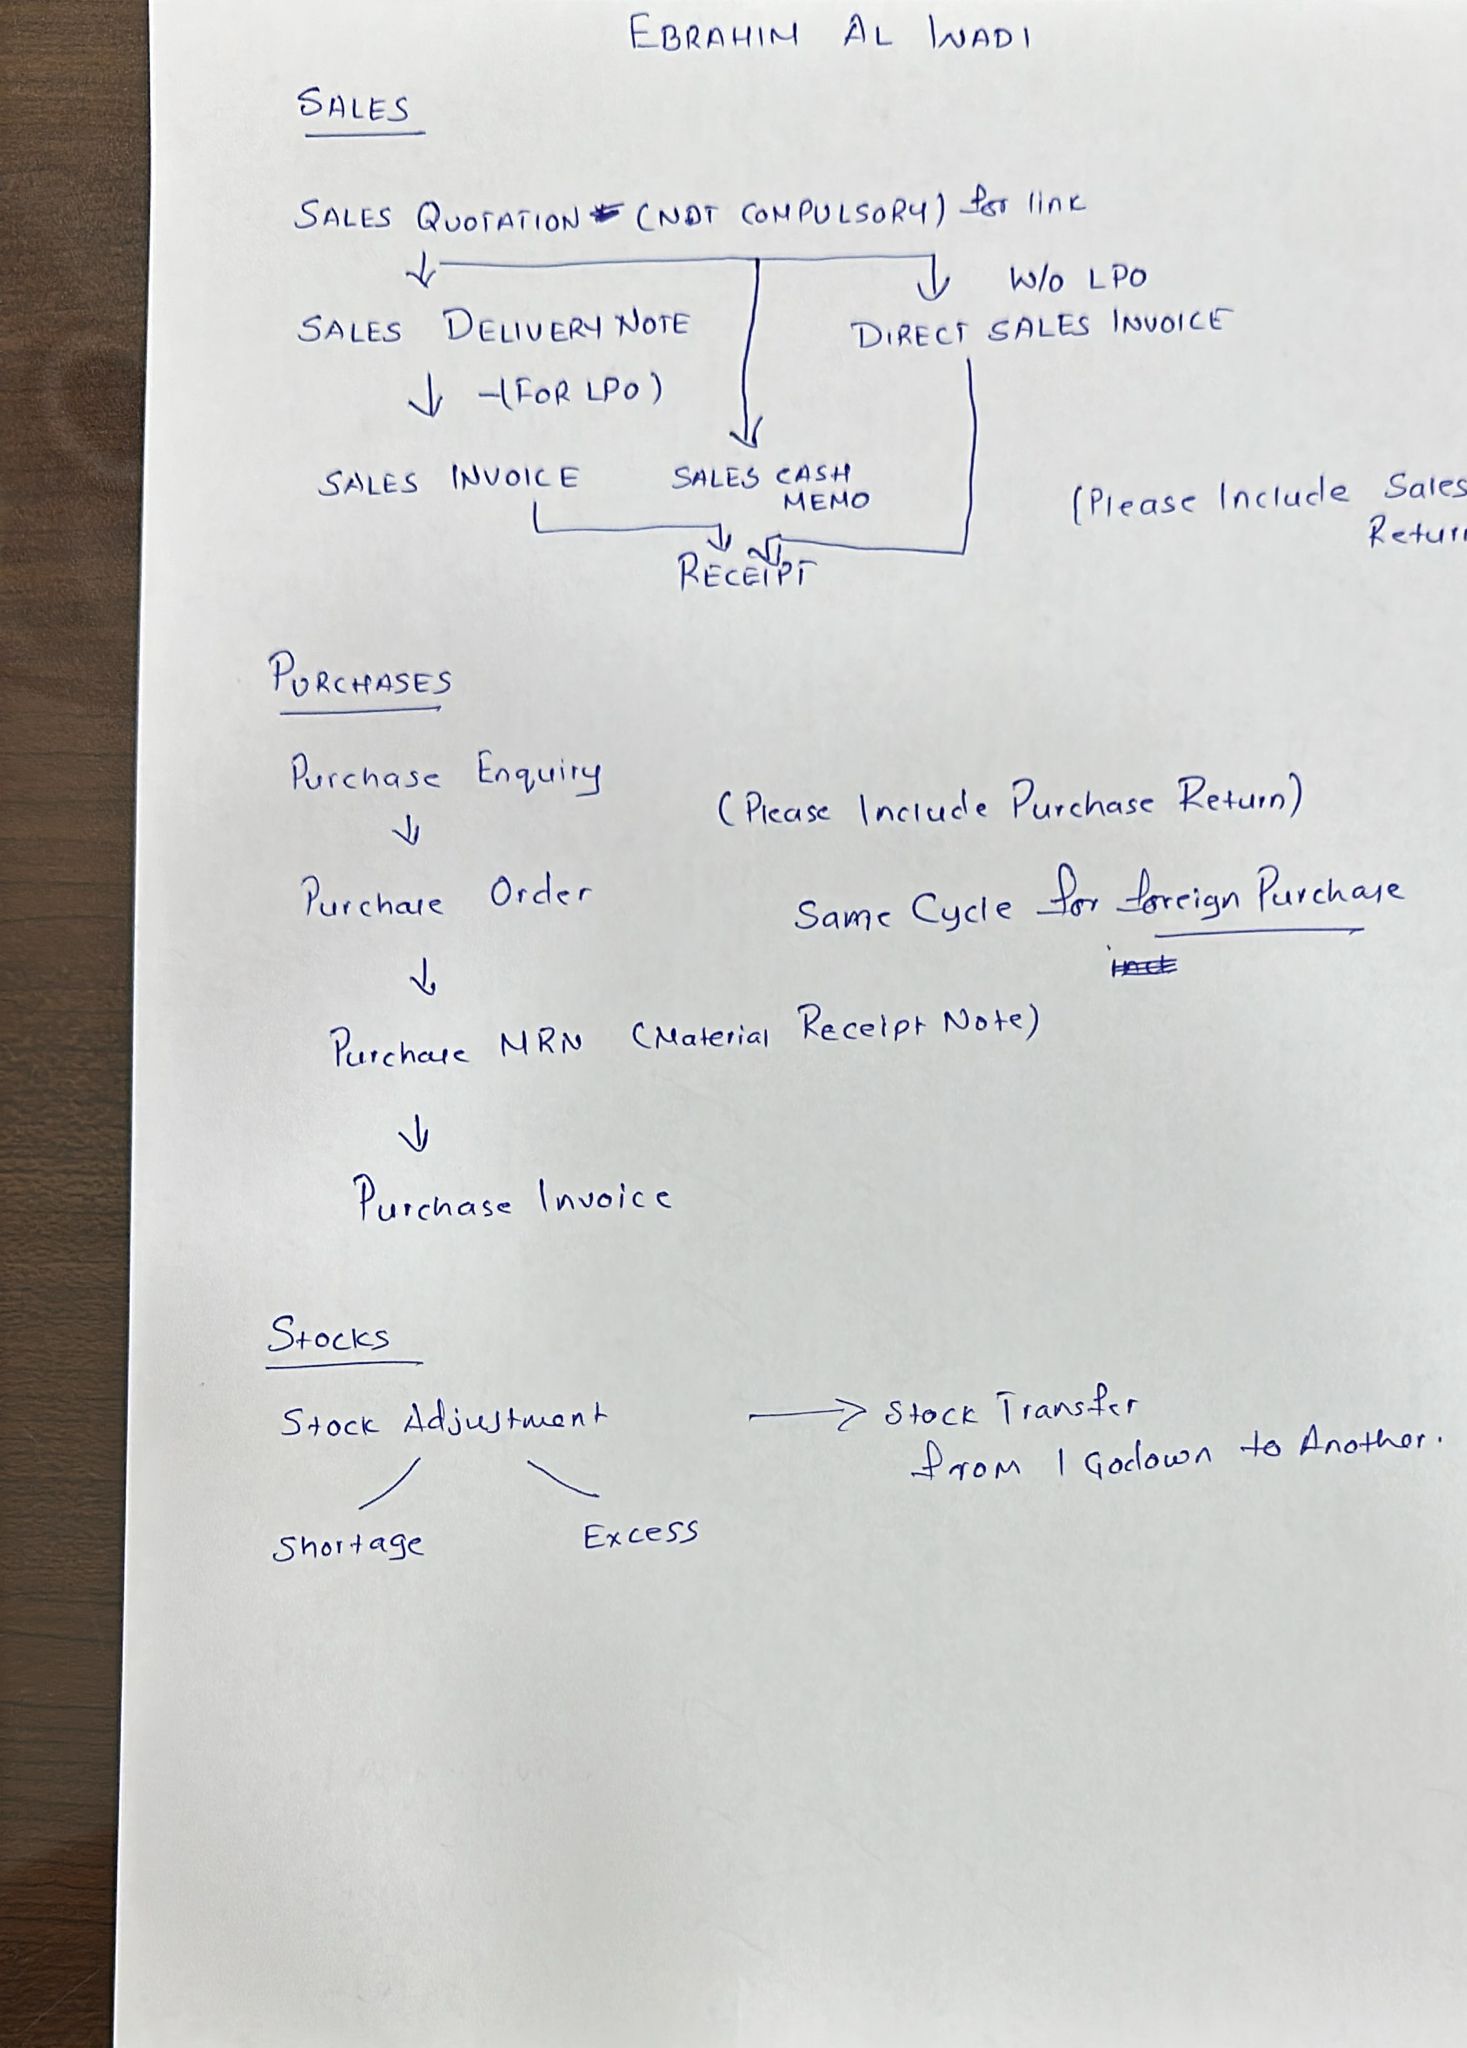 EBRAHIM AL WADI
SALES
SALES QUOTATION (NOT COMPULSORY) for link
W/o LPO
SALES DELIVERY NOTE
DIRECT SALES INVOICE
-(FOR LPO)
SALES INVOICE
SALES CASH
MEMO
(Please Include Sales
Return
RECEIPT
PURCHASES
Purchase Enquiry
(Please Include Purchase Return)
Purchase Order
Same Cycle for foreign Purchase
Purchase MRN (Material Receipt Note)
Purchase Invoice
Stocks
Stock Adjustment
Stock Transfer
from 1 Godown to Another.
Shortage
Excess